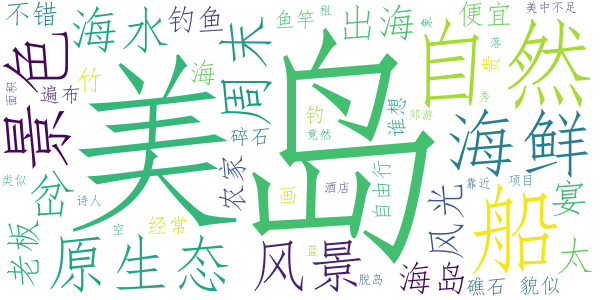 不错
钓鱼
鱼竿
租
出海
象
便宜
美中不足
海水
周末
自然
落
贵
面积
遍布
竹
海
钓
谁想
郊游
秀
景色
美
岛
碎石
竟然
海鲜
类似
岔
诗人
经常
农家
画
酒店
自由行
风光
靠近
项目
宴
老板
原生态
空
风景
蓝
脱岛
海岛
船
礁石
貌似
太